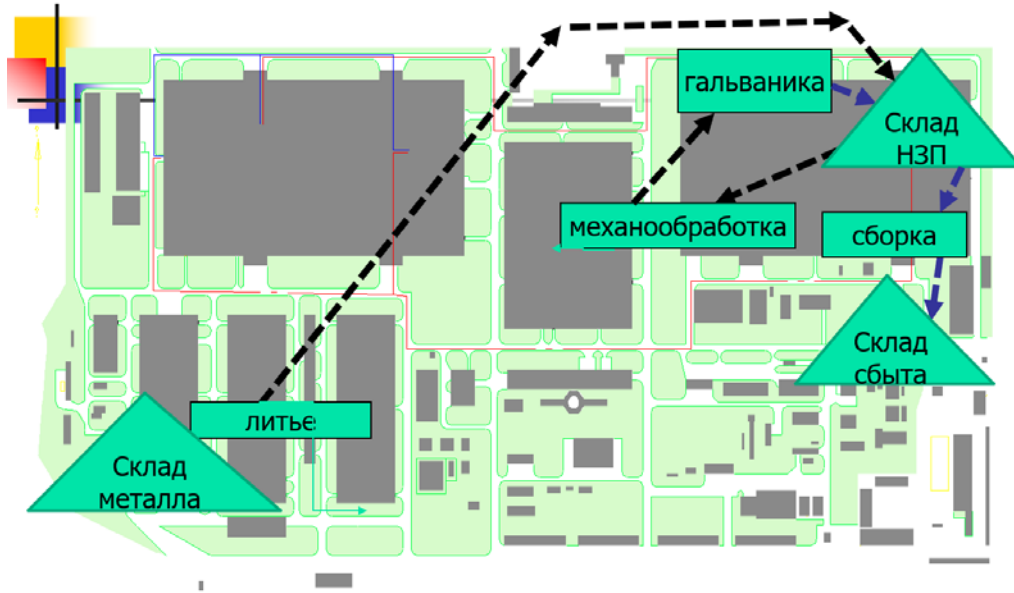 гальваника
Склад
НЗП
механообработка
сборка
Склад
сбыта
литье
Склад
металла